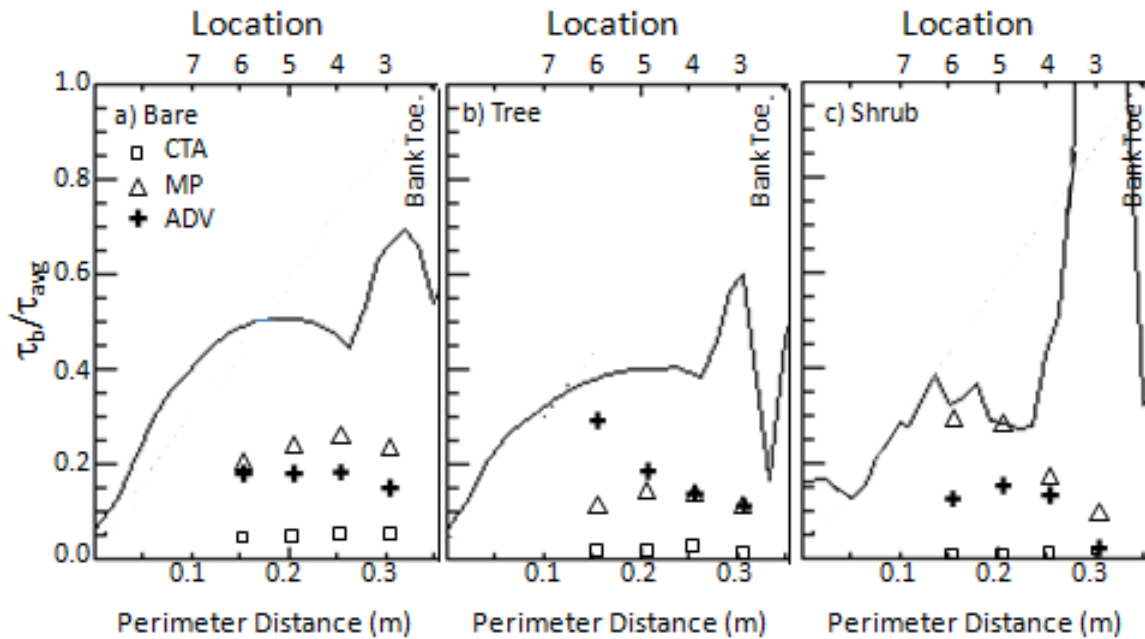 Location Location Location
7 6 5 4 3 7 6 5 4 3 7 6 5 4 3
1.0
a) Bare b) Tree c) Shrub
CTA
MP
ADV
Bank Toe. Bank Toe. Bank Toe.
0.8
0.6
τb/τavg
0.4
0.2
0.0
0.1 0.2 0.3 0.1 0.2 0.3 0.1 0.2 0.3
Perimeter Distance (m) Perimeter Distance (m) Perimeter Distance (m)